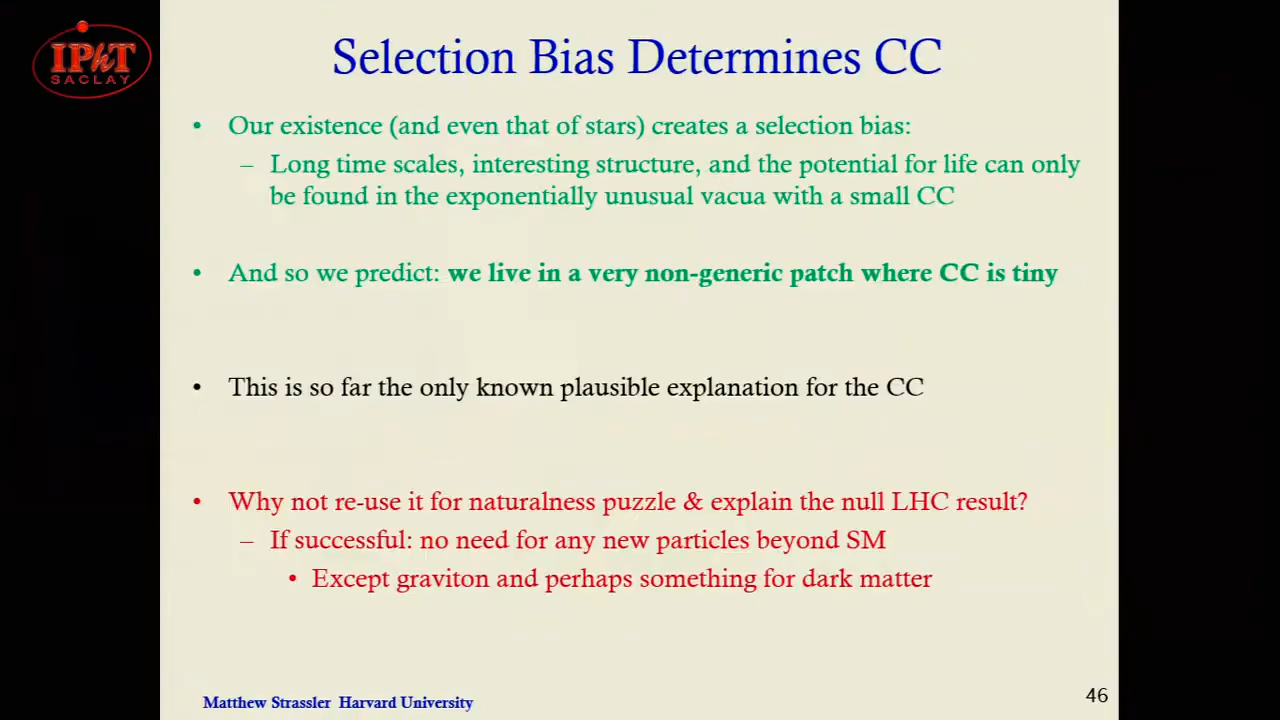 IPhT
SACLAY
Selection Bias Determines CC
• Our existence (and even that of stars) creates a selection bias:
– Long time scales, interesting structure, and the potential for life can only
be found in the exponentially unusual vacua with a small CC
• And so we predict: we live in a very non-generic patch where CC is tiny
• This is so far the only known plausible explanation for the CC
• Why not re-use it for naturalness puzzle & explain the null LHC result?
– If successful: no need for any new particles beyond SM
• Except graviton and perhaps something for dark matter
Matthew Strassler Harvard University
46